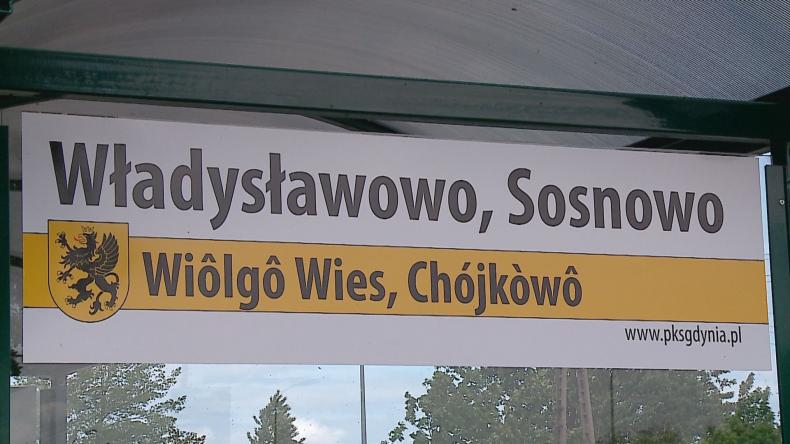 Władysławowo, Sosnowo
Wiôlgô Wies, Chójkòwô
www.pksgdynia.pl